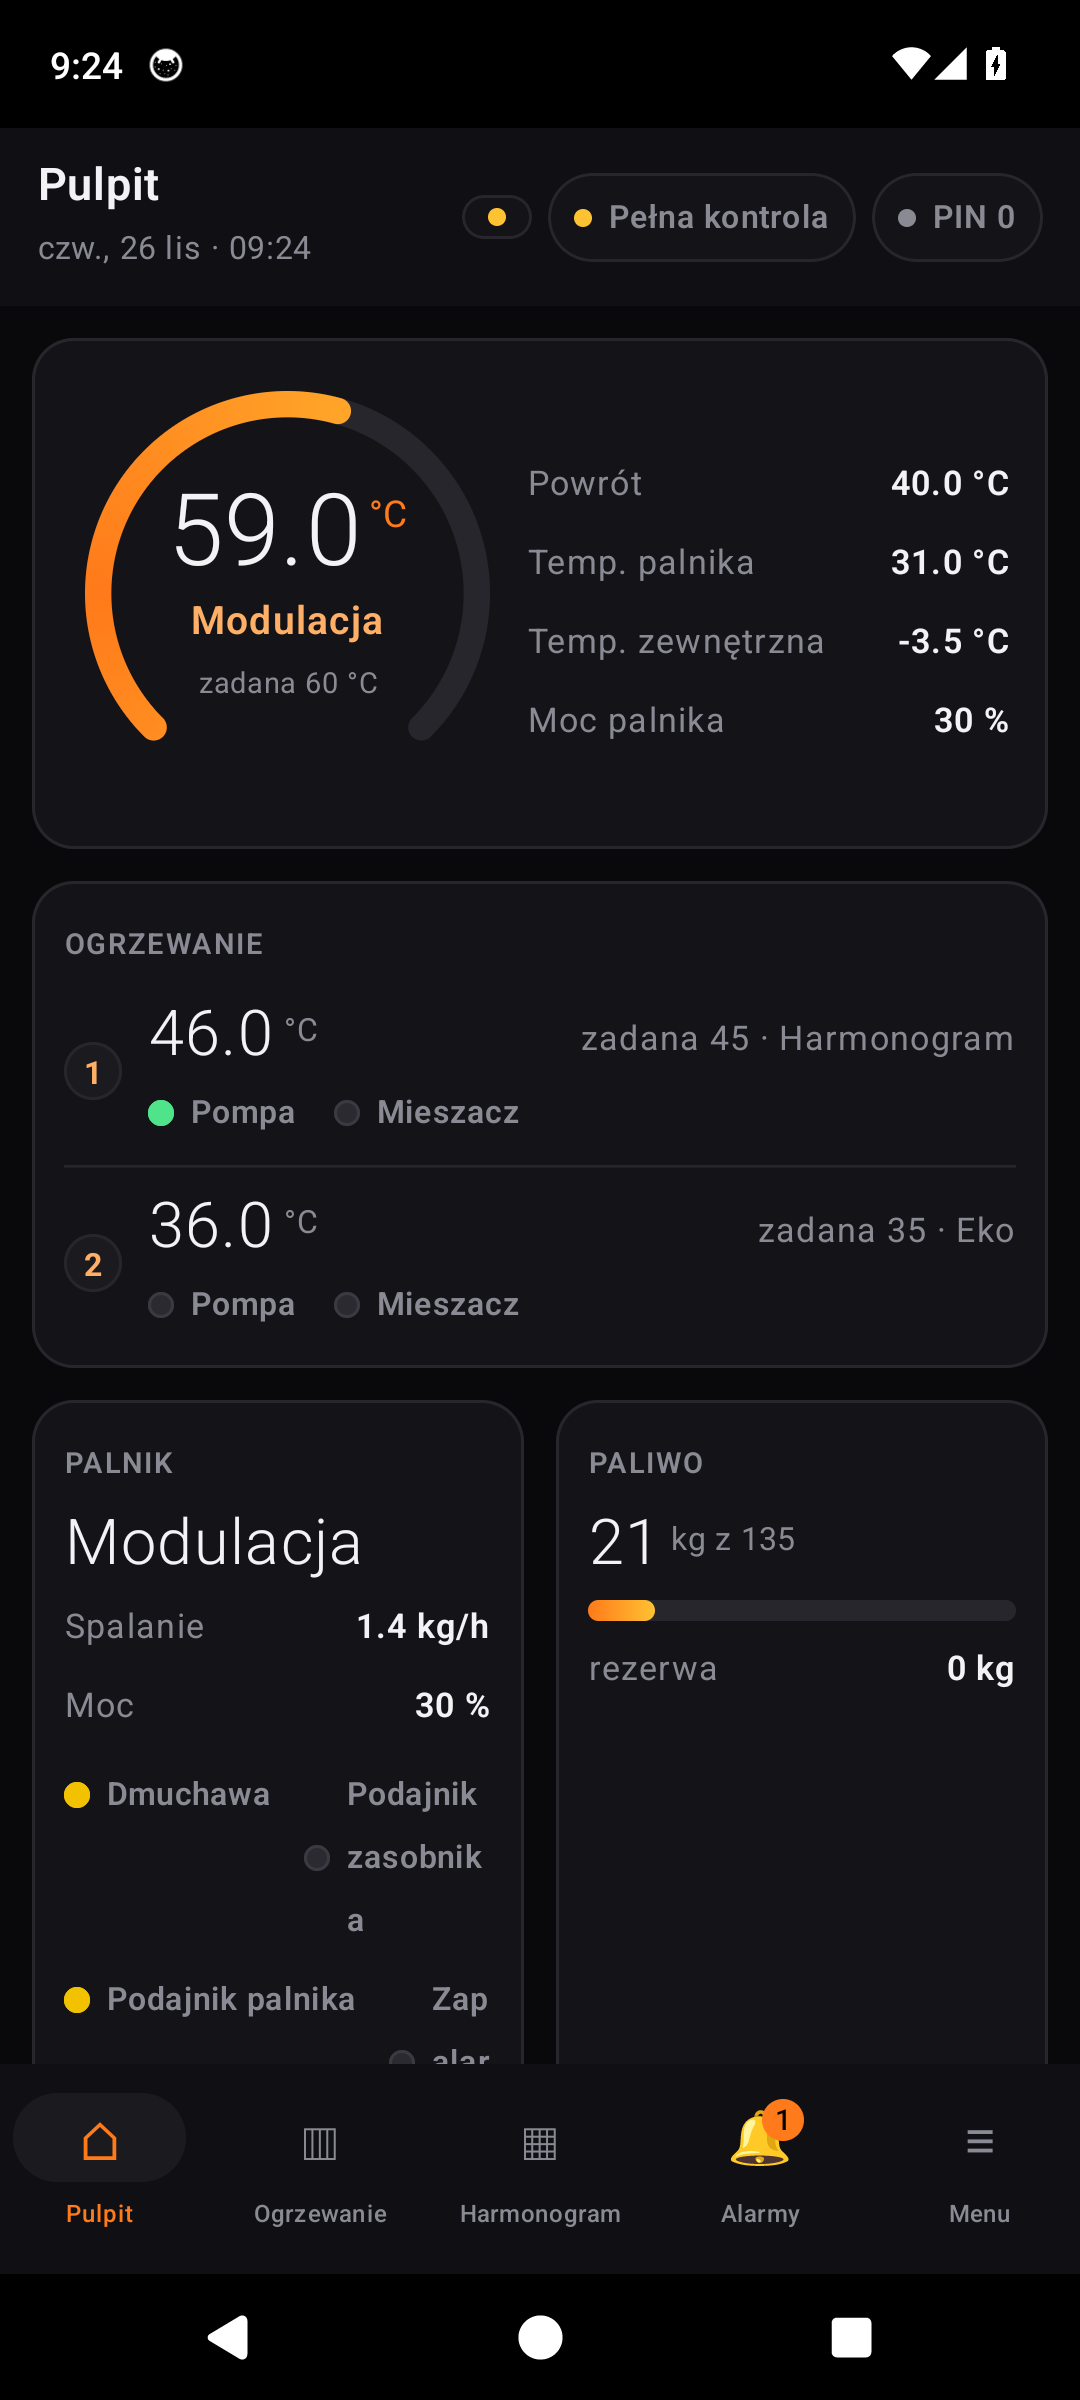 9:24
Pulpit
czw., 26 lis · 09:24
Pełna kontrola
PIN 0
59.0 °C
Modulacja
zadana 60 °C
Powrót 40.0 °C
Temp. palnika 31.0 °C
Temp. zewnętrzna -3.5 °C
Moc palnika 30 %
OGRZEWANIE
1
46.0 °C
zadana 45 · Harmonogram
Pompa Mieszacz
2
36.0 °C
zadana 35 · Eko
Pompa Mieszacz
PALNIK
Modulacja
Spalanie 1.4 kg/h
Moc 30 %
Dmuchawa
Podajnik
zasobnik
a
Podajnik palnika
Zap
alar
PALIWO
21 kg z 135
rezerwa 0 kg
1
Pulpit
Ogrzewanie
Harmonogram
Alarmy
Menu